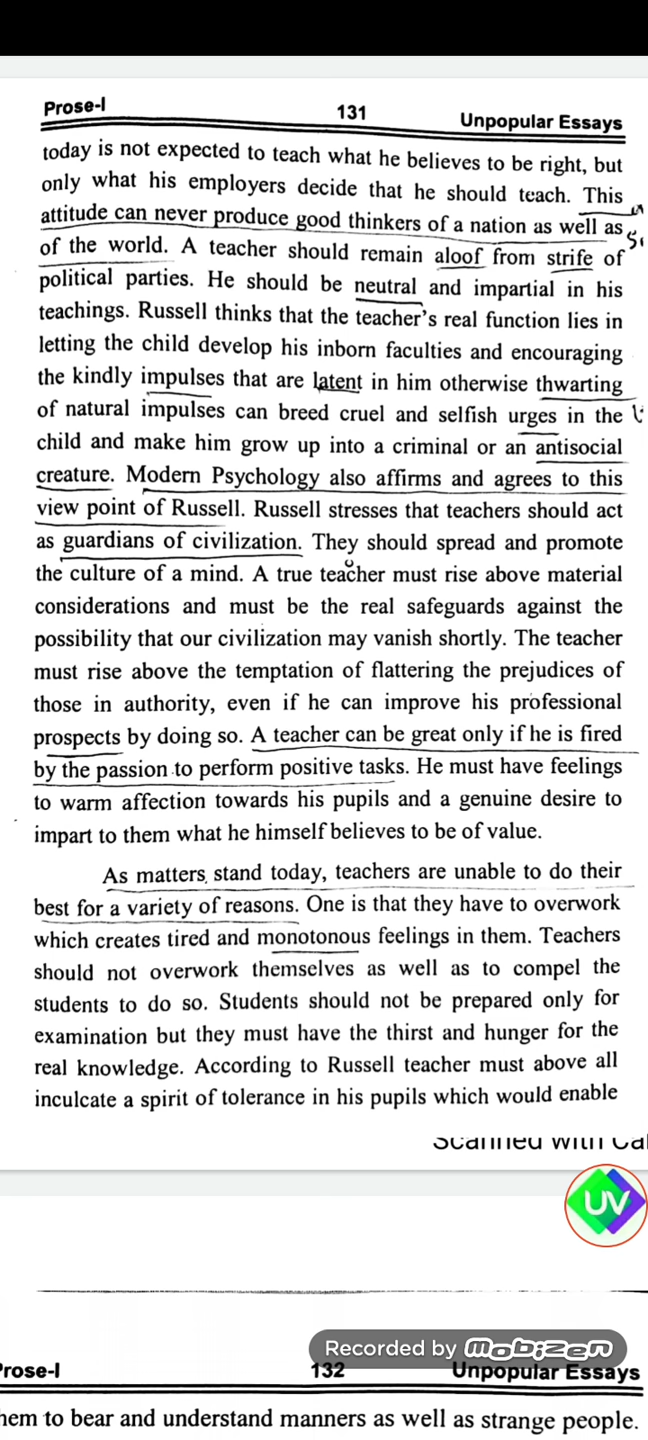 Prose-I 131 Unpopular Essays
today is not expected to teach what he believes to be right, but
only what his employers decide that he should teach. This
attitude can never produce good thinkers of a nation as well as
of the world. A teacher should remain aloof from strife of
political parties. He should be neutral and impartial in his
teachings. Russell thinks that the teacher's real function lies in
letting the child develop his inborn faculties and encouraging
the kindly impulses that are latent in him otherwise thwarting
of natural impulses can breed cruel and selfish urges in the
child and make him grow up into a criminal or an antisocial
creature. Modern Psychology also affirms and agrees to this
view point of Russell. Russell stresses that teachers should act
as guardians of civilization. They should spread and promote
the culture of a mind. A true teacher must rise above material
considerations and must be the real safeguards against the
possibility that our civilization may vanish shortly. The teacher
must rise above the temptation of flattering the prejudices of
those in authority, even if he can improve his professional
prospects by doing so. A teacher can be great only if he is fired
by the passion to perform positive tasks. He must have feelings
to warm affection towards his pupils and a genuine desire to
impart to them what he himself believes to be of value.
As matters stand today, teachers are unable to do their
best for a variety of reasons. One is that they have to overwork
which creates tired and monotonous feelings in them. Teachers
should not overwork themselves as well as to compel the
students to do so. Students should not be prepared only for
examination but they must have the thirst and hunger for the
real knowledge. According to Russell teacher must above all
inculcate a spirit of tolerance in his pupils which would enable
Scanned with Ca
UV
Recorded by Mobizen
Prose-I 132 Unpopular Essays
hem to bear and understand manners as well as strange people.